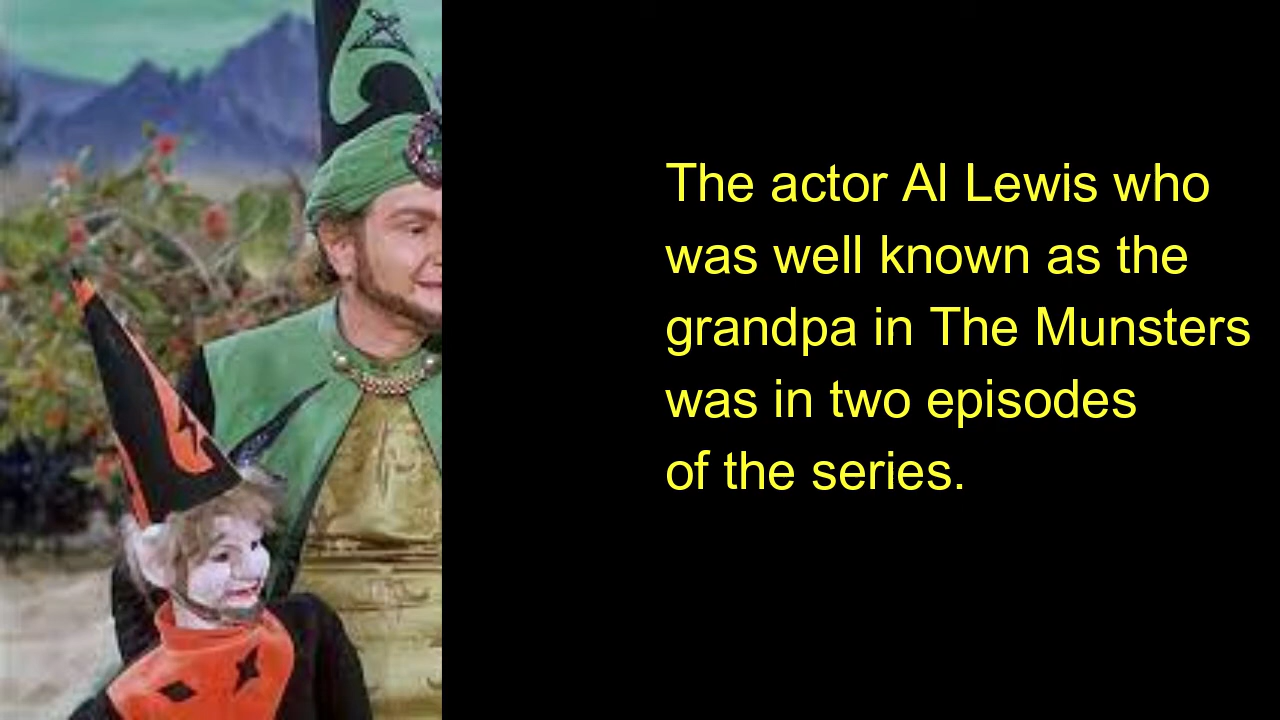 The actor Al Lewis who
was well known as the
grandpa in The Munsters
was in two episodes
of the series.